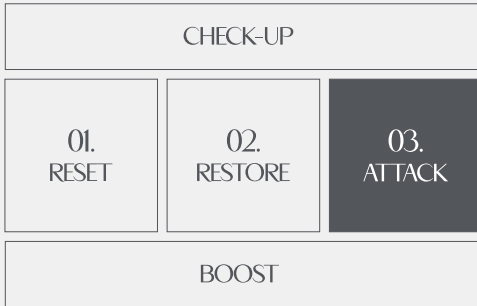 CHECK-UP
01.
RESET
02.
RESTORE
03.
ATTACK
BOOST